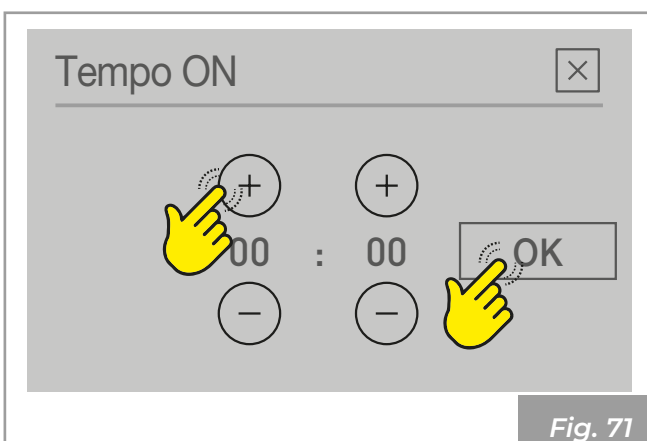 Tempo ON ×
+ +
00 : 00 OK
− −
Fig. 71